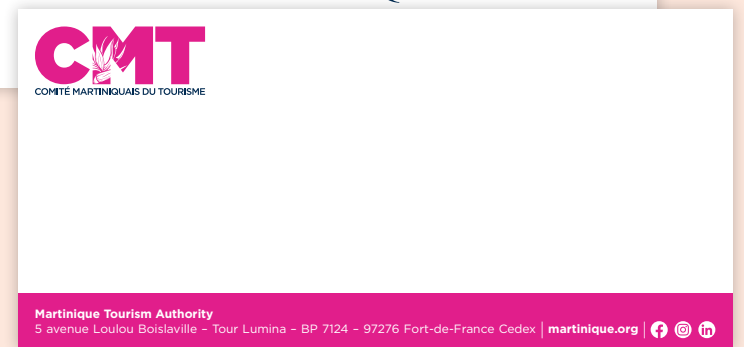 CMT
COMITÉ MARTINIQUAIS DU TOURISME
Martinique Tourism Authority
5 avenue Loulou Boislaville – Tour Lumina – BP 7124 – 97276 Fort-de-France Cedex | martinique.org |